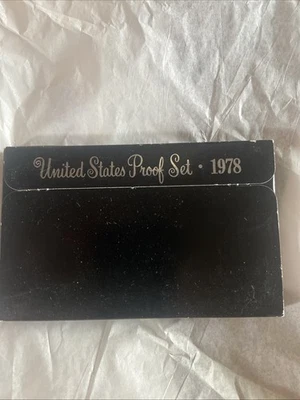 United States Proof Set · 1978